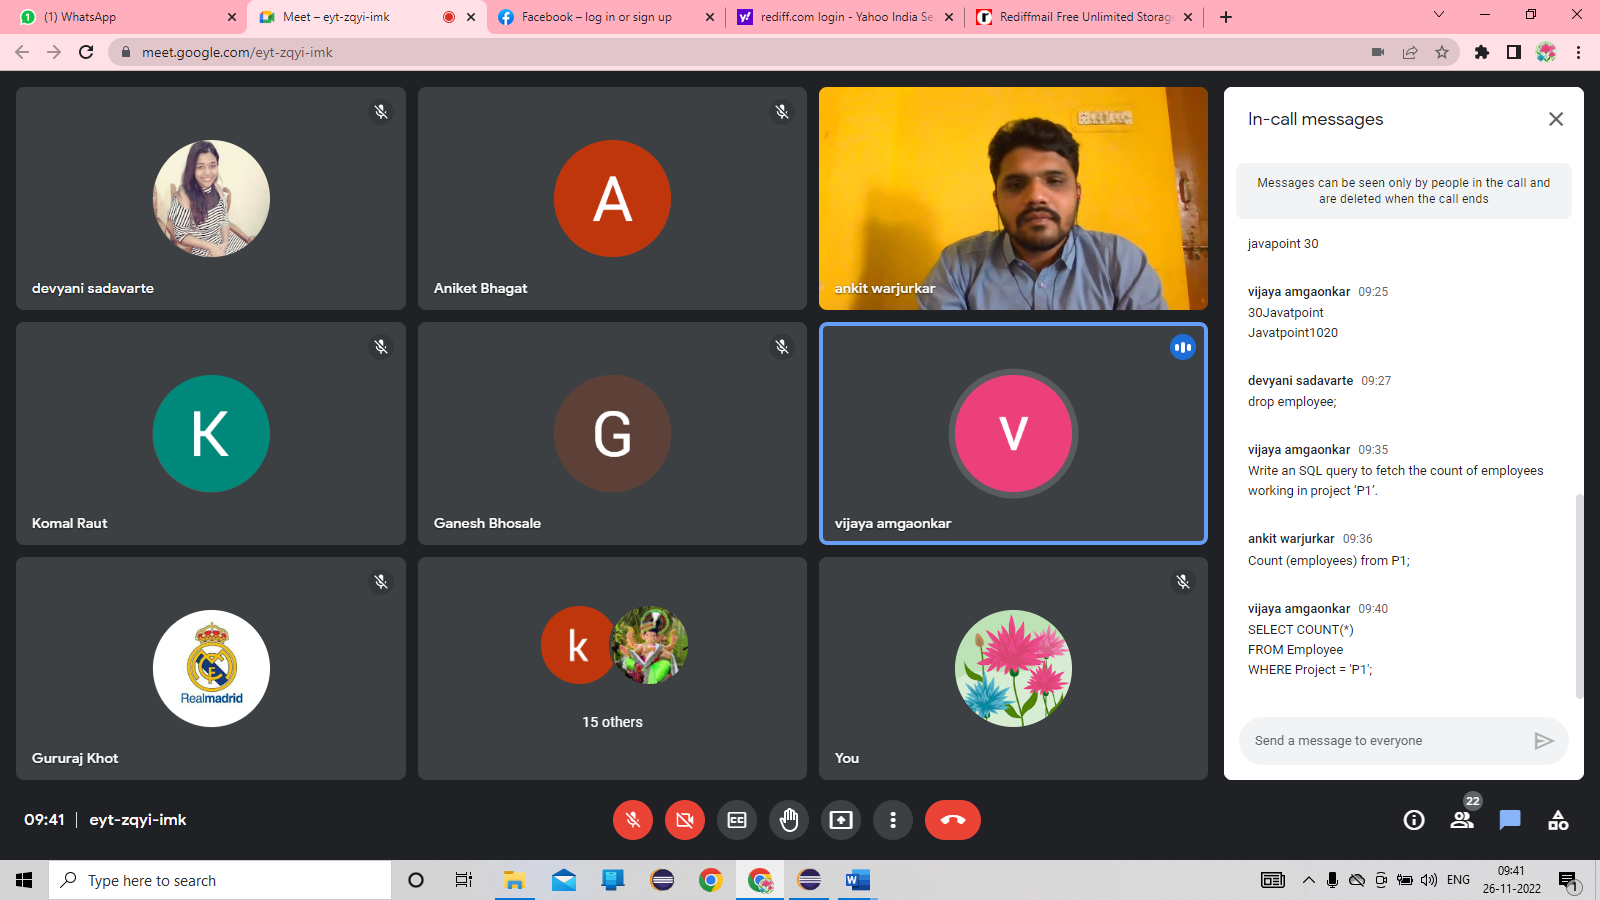 (1) WhatsApp
Meet – eyt-zqyi-imk
Facebook – log in or sign up
rediff.com login - Yahoo India Se
Rediffmail Free Unlimited Storag
meet.google.com/eyt-zqyi-imk
devyani sadavarte
A
Aniket Bhagat
ankit warjurkar
K
Komal Raut
G
Ganesh Bhosale
v
vijaya amgaonkar
Realmadrid
Gururaj Khot
k
15 others
You
In-call messages
Messages can be seen only by people in the call and
are deleted when the call ends
javapoint 30
vijaya amgaonkar 09:25
30Javatpoint
Javatpoint1020
devyani sadavarte 09:27
drop employee;
vijaya amgaonkar 09:35
Write an SQL query to fetch the count of employees
working in project ‘P1’.
ankit warjurkar 09:36
Count (employees) from P1;
vijaya amgaonkar 09:40
SELECT COUNT(*)
FROM Employee
WHERE Project = 'P1';
Send a message to everyone
09:41 | eyt-zqyi-imk
CC
22
Type here to search
W
ENG
09:41
26-11-2022
1